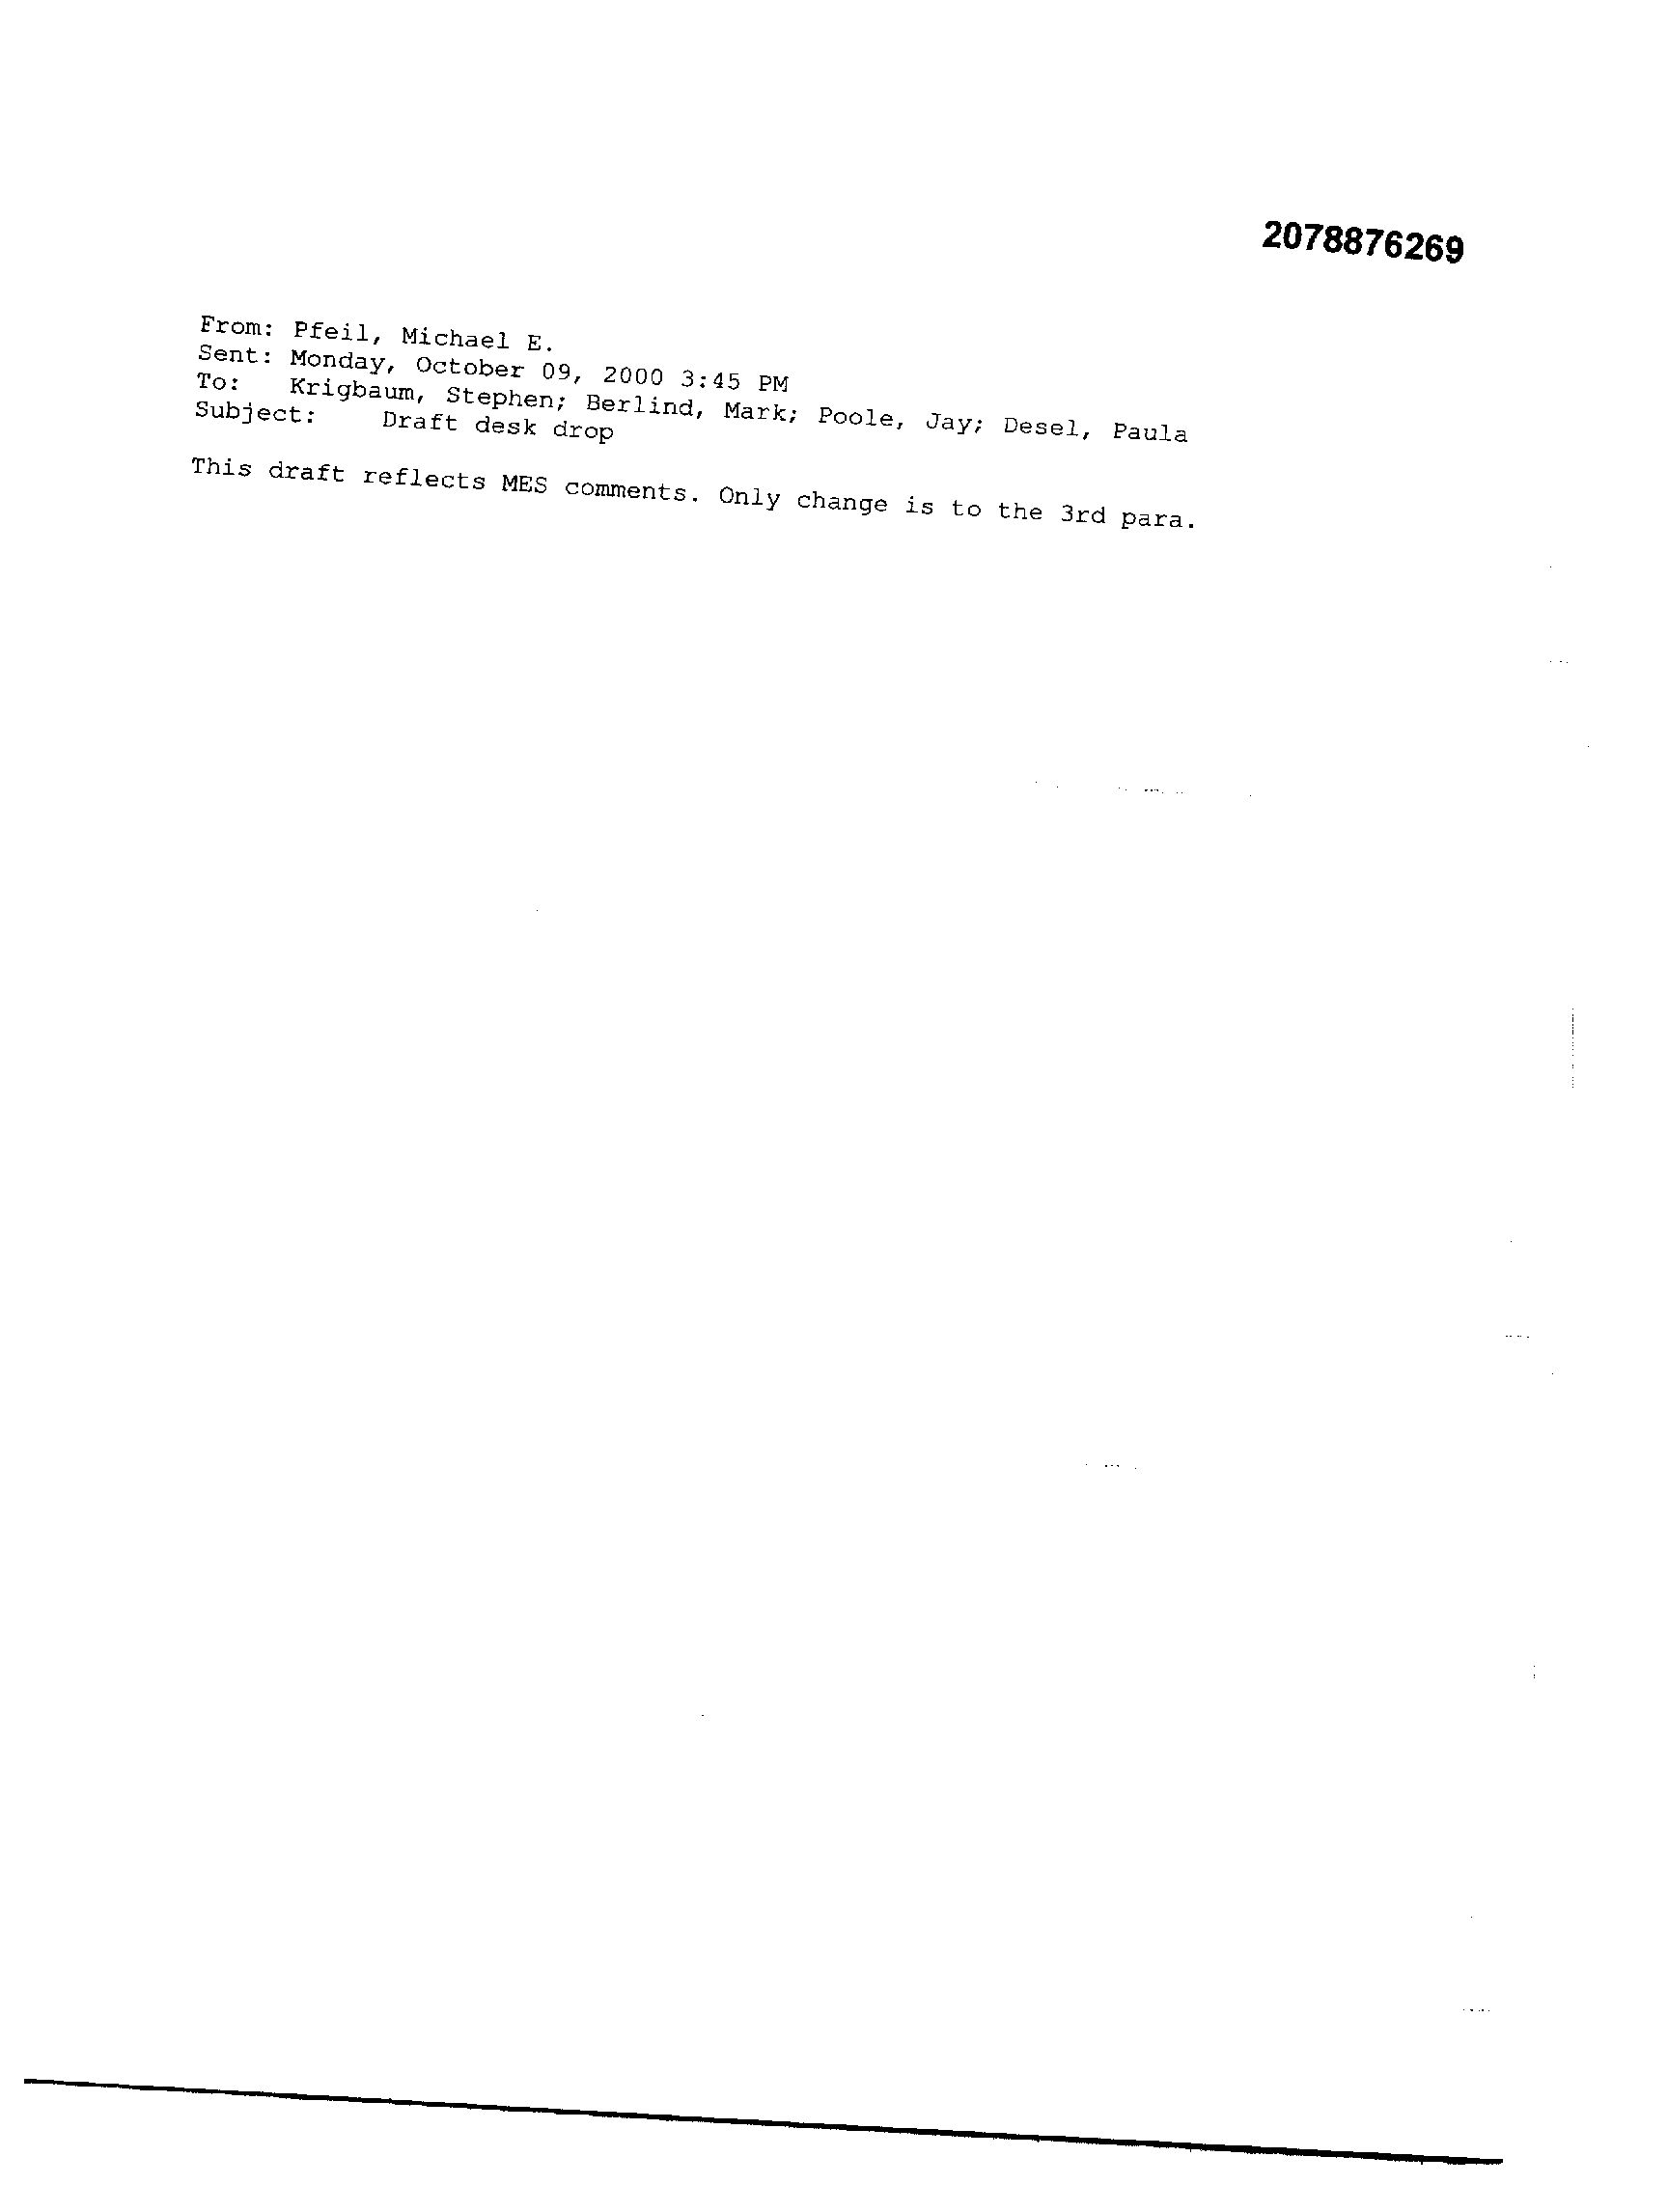 2078876269
From: Pfeil, Michael E.
Sent: Monday, October 09, 2000 3:45 PM
To: Krigbaum, Stephen; Berlind, Mark; Poole, Jay; Desel, Paula
Subject: Draft desk drop
This draft reflects MES comments. Only change is to the 3rd para.